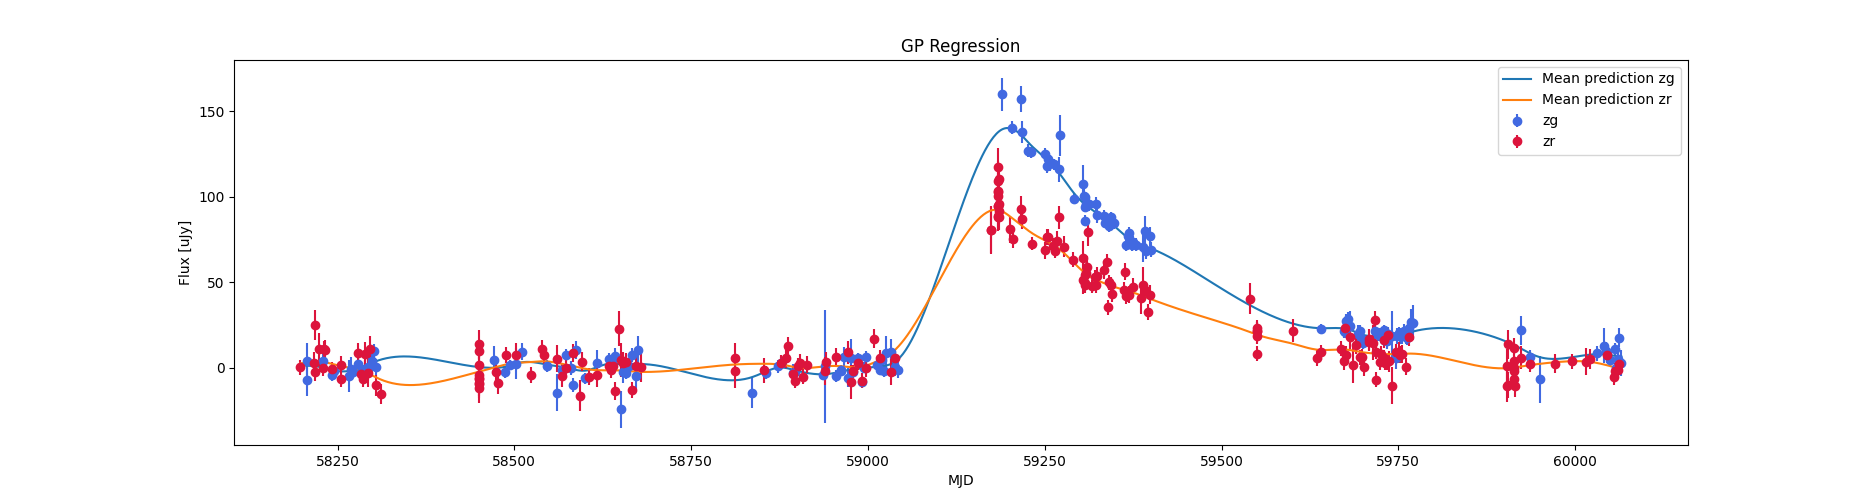 GP Regression
Mean prediction zg
Mean prediction zr
zg
zr
Flux [uJy]
150
100
50
0
58250 58500 58750 59000 59250 59500 59750 60000
MJD